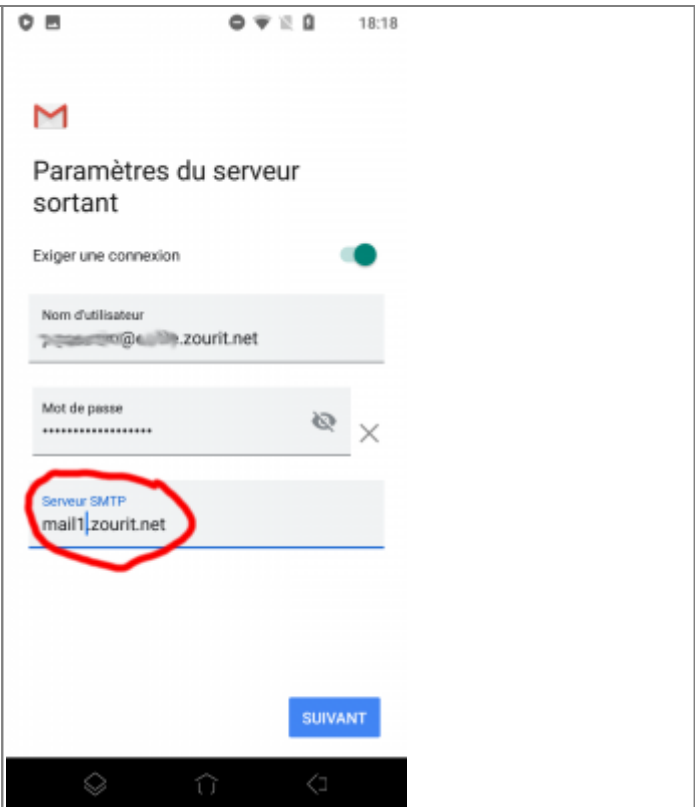 18:18
Paramètres du serveur
sortant
Exiger une connexion
Nom d'utilisateur
.zourit.net
Mot de passe
••••••••••••••••••
Serveur SMTP
mail1.zourit.net
SUIVANT